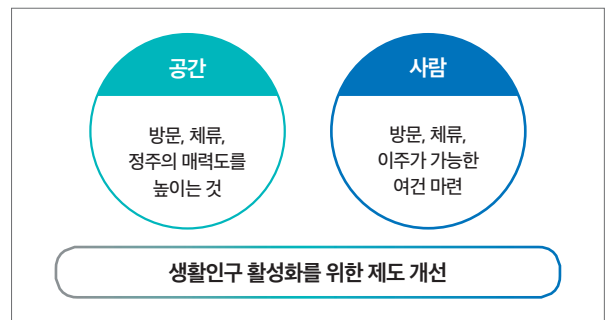 공간
방문, 체류,
정주의 매력도를
높이는 것
사람
방문, 체류,
이주가 가능한
여건 마련
생활인구 활성화를 위한 제도 개선